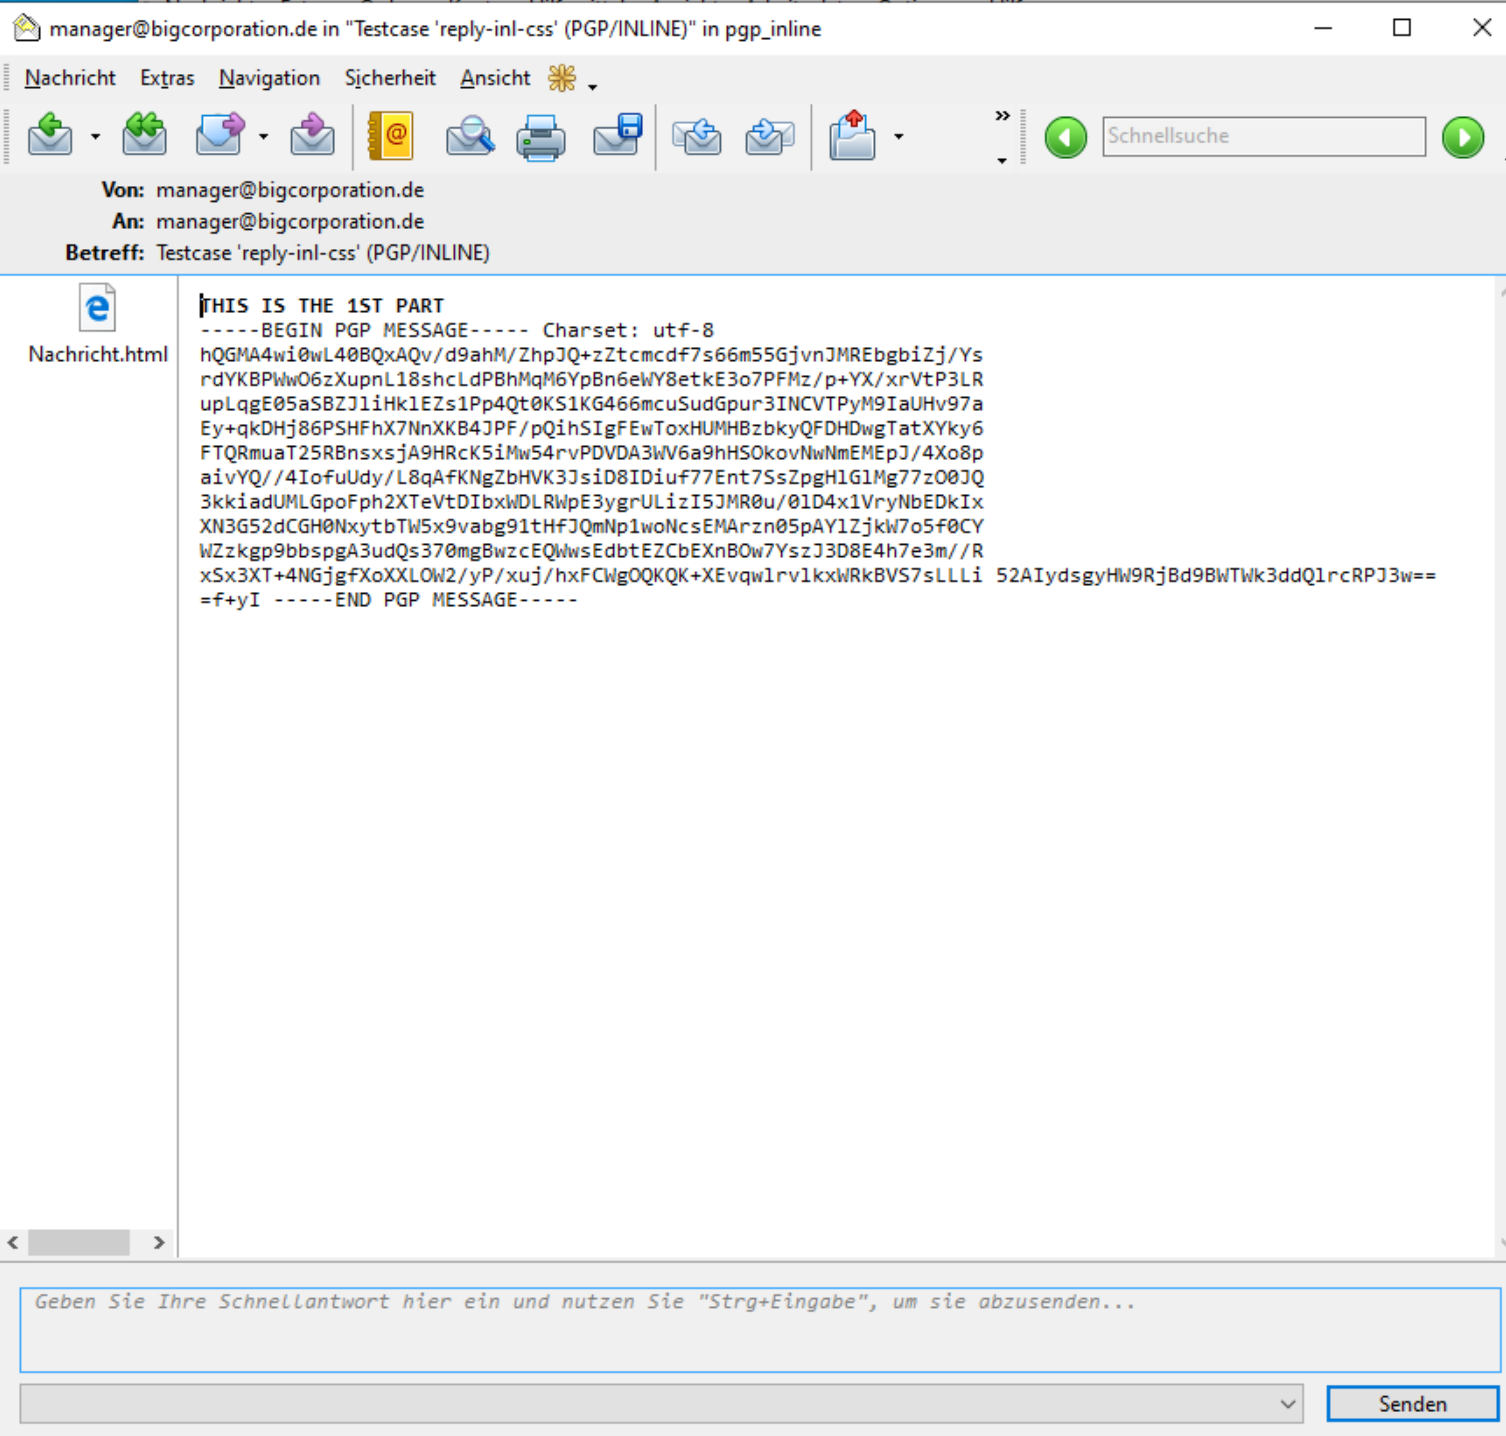 manager@bigcorporation.de in "Testcase 'reply-inl-css' (PGP/INLINE)" in pgp_inline
Nachricht Extras Navigation Sicherheit Ansicht
@ » Schnellsuche
Von: manager@bigcorporation.de
An: manager@bigcorporation.de
Betreff: Testcase 'reply-inl-css' (PGP/INLINE)
Nachricht.html
THIS IS THE 1ST PART
-----BEGIN PGP MESSAGE----- Charset: utf-8
hQGMA4wi0wL40BQxAQv/d9ahM/ZhpJQ+zZtcmcdf7s66m55GjvnJMREbgbiZj/Ys
rdYKBPWwO6zXupnL18shcLdPBhMqM6YpBn6eWY8etkE3o7PFMz/p+YX/xrVtP3LR
upLqgE05aSBZJliHklEZs1Pp4Qt0KS1KG466mcuSudGpur3INCVTPyM9IaUHv97a
Ey+qkDHj86PSHFhX7NnXKB4JPF/pQihSIgFEwToxHUMHBzbkyQFDHDwgTatXYky6
FTQRmuaT25RBnsxsjA9HRcK5iMw54rvPDVDA3WV6a9hHSOkovNwNmEMEpJ/4Xo8p
aivYQ//4IofuUdy/L8qAfKNgZbHVK3JsiD8IDiuf77Ent7SsZpgHlGlMg77zO0JQ
3kkiadUMLGpoFph2XTeVtDIbxWDLRWpE3ygrULizI5JMR0u/0lD4x1VryNbEDkIx
XN3G52dCGH0NxytbTW5x9vabg91tHfJQmNp1woNcsEMArzn05pAYlZjkW7o5f0CY
WZzkgp9bbspgA3udQs370mgBwzcEQWwsEdbtEZCbEXnBOw7YszJ3D8E4h7e3m//R
xSx3XT+4NGjgfXoXXLOW2/yP/xuj/hxFCWgOQKQK+XEvqwlrvlkxWRkBVS7sLLLi 52AIydsgyHW9RjBd9BWTWk3ddQlrcRPJ3w==
=f+yI -----END PGP MESSAGE-----
Geben Sie Ihre Schnellantwort hier ein und nutzen Sie "Strg+Eingabe", um sie abzusenden...
Senden